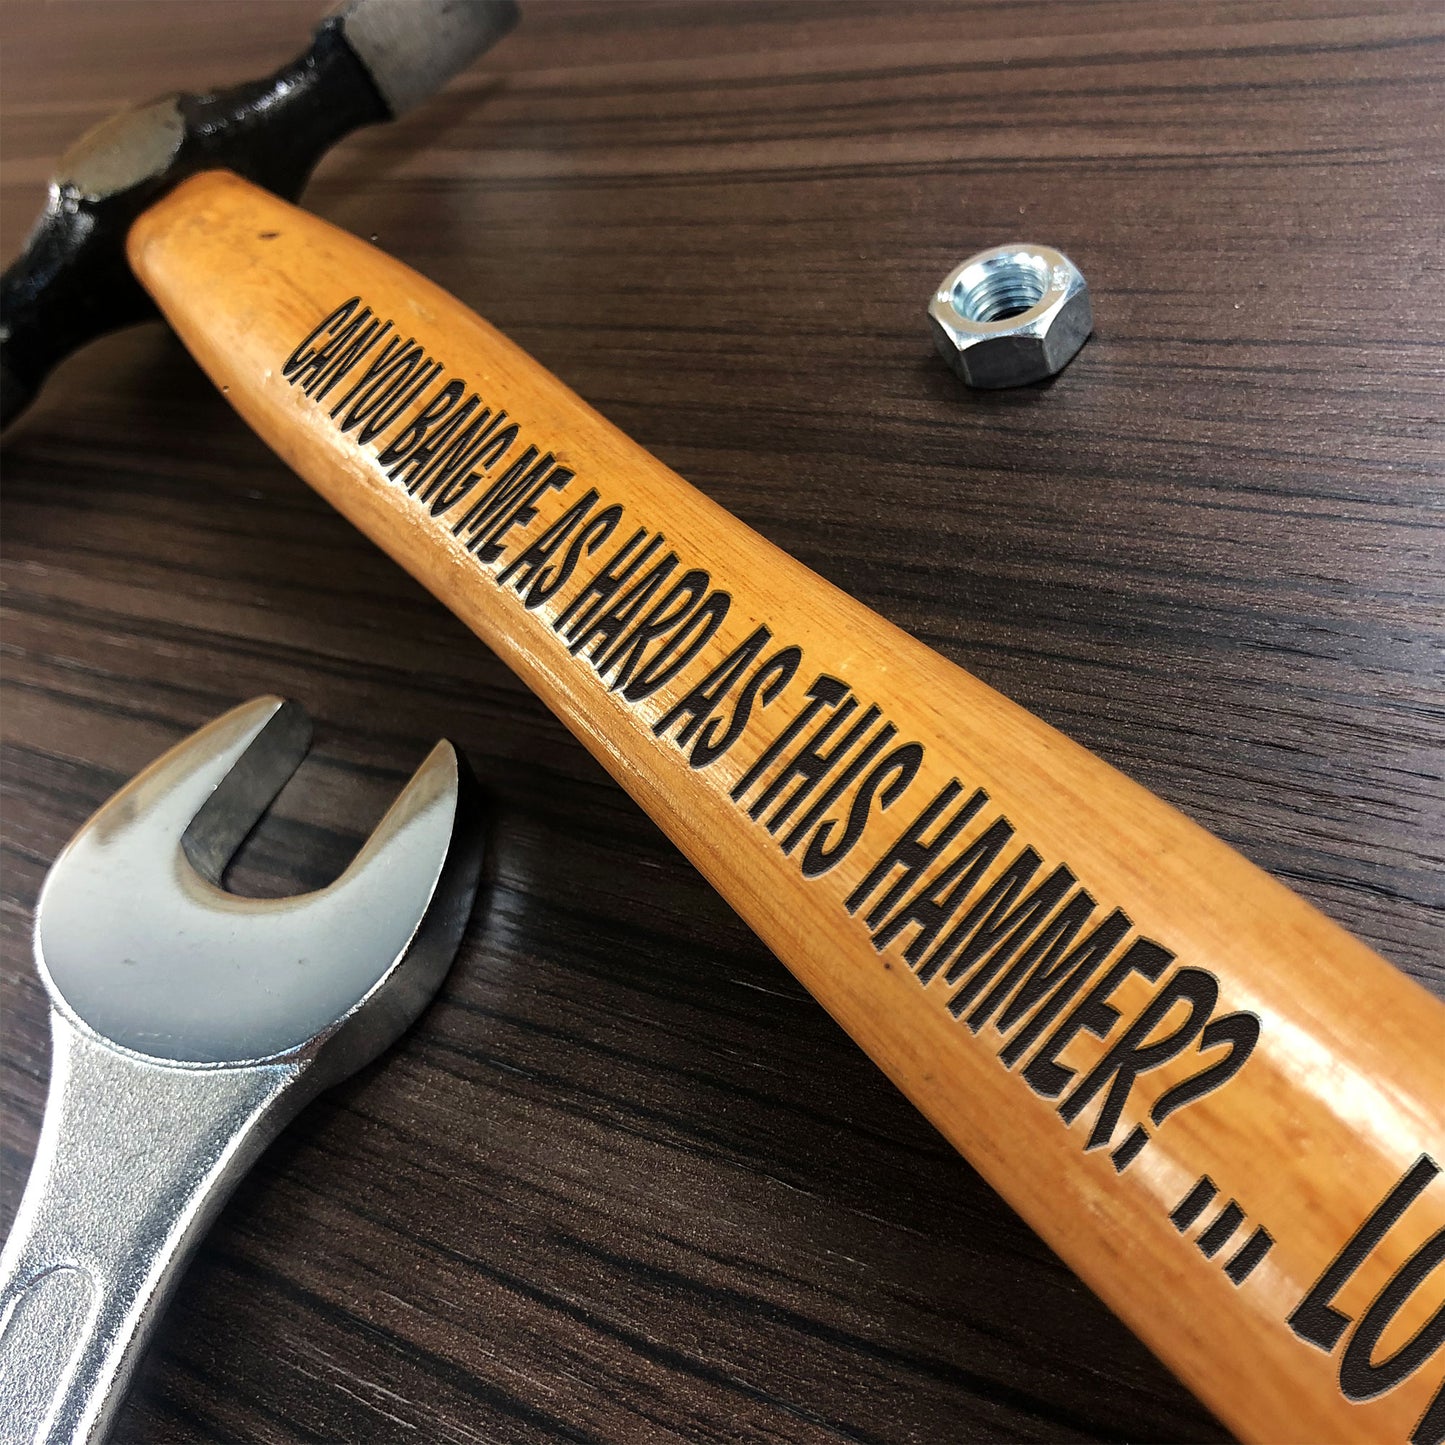 CAN YOU BANG ME AS HARD AS THIS HAMMER? ...